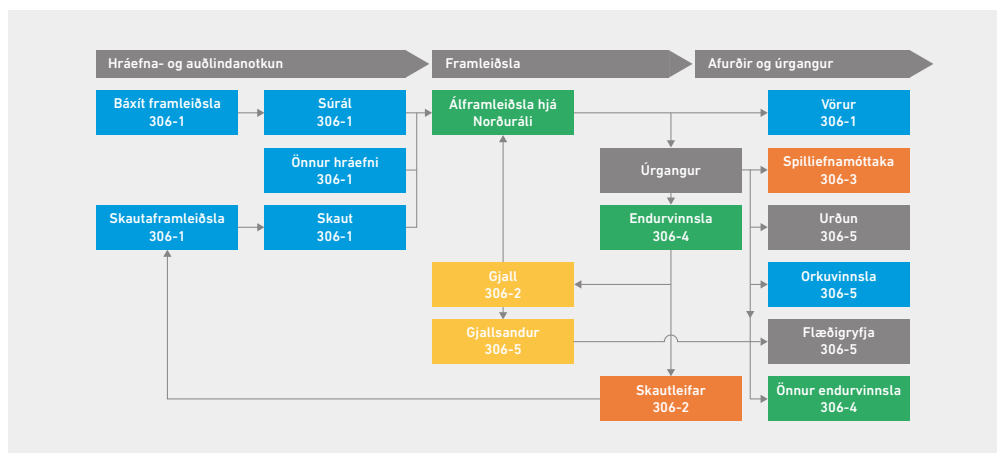 Hráefna- og auðlindanotkun
Framleiðsla
Afurðir og úrgangur
Báxít framleiðsla
306-1
Súrál
306-1
Álframleiðsla hjá
Norðuráli
Vörur
306-1
Önnur hráefni
306-1
Úrgangur
Spilliefnamóttaka
306-3
Skautaframleiðsla
306-1
Skaut
306-1
Endurvinnsla
306-4
Urðun
306-5
Gjall
306-2
Orkuvinnsla
306-5
Gjallsandur
306-5
Flæðigryfja
306-5
Skautleifar
306-2
Önnur endurvinnsla
306-4